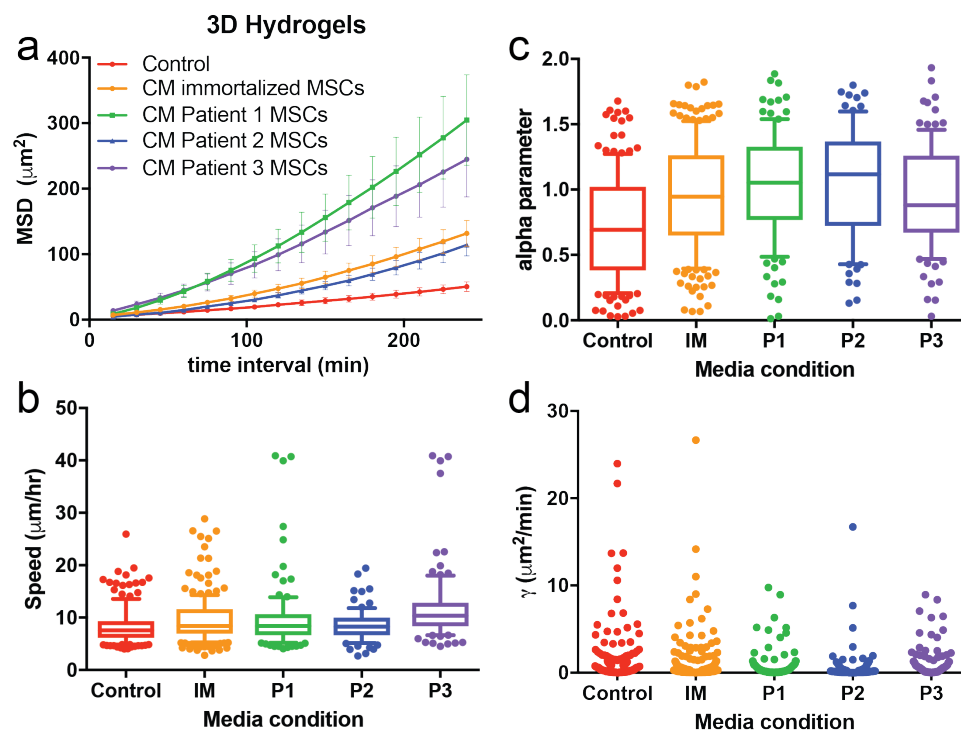 3D Hydrogels
a
400
300
200
100
0
MSD (μm²)
Control
CM immortalized MSCs
CM Patient 1 MSCs
CM Patient 2 MSCs
CM Patient 3 MSCs
0 100 200
time interval (min)
c
2.0
1.5
1.0
0.5
0.0
alpha parameter
Control IM P1 P2 P3
Media condition
b
50
40
30
20
10
0
Speed (μm/hr)
Control IM P1 P2 P3
Media condition
d
30
20
10
0
γ (μm²/min)
Control IM P1 P2 P3
Media condition